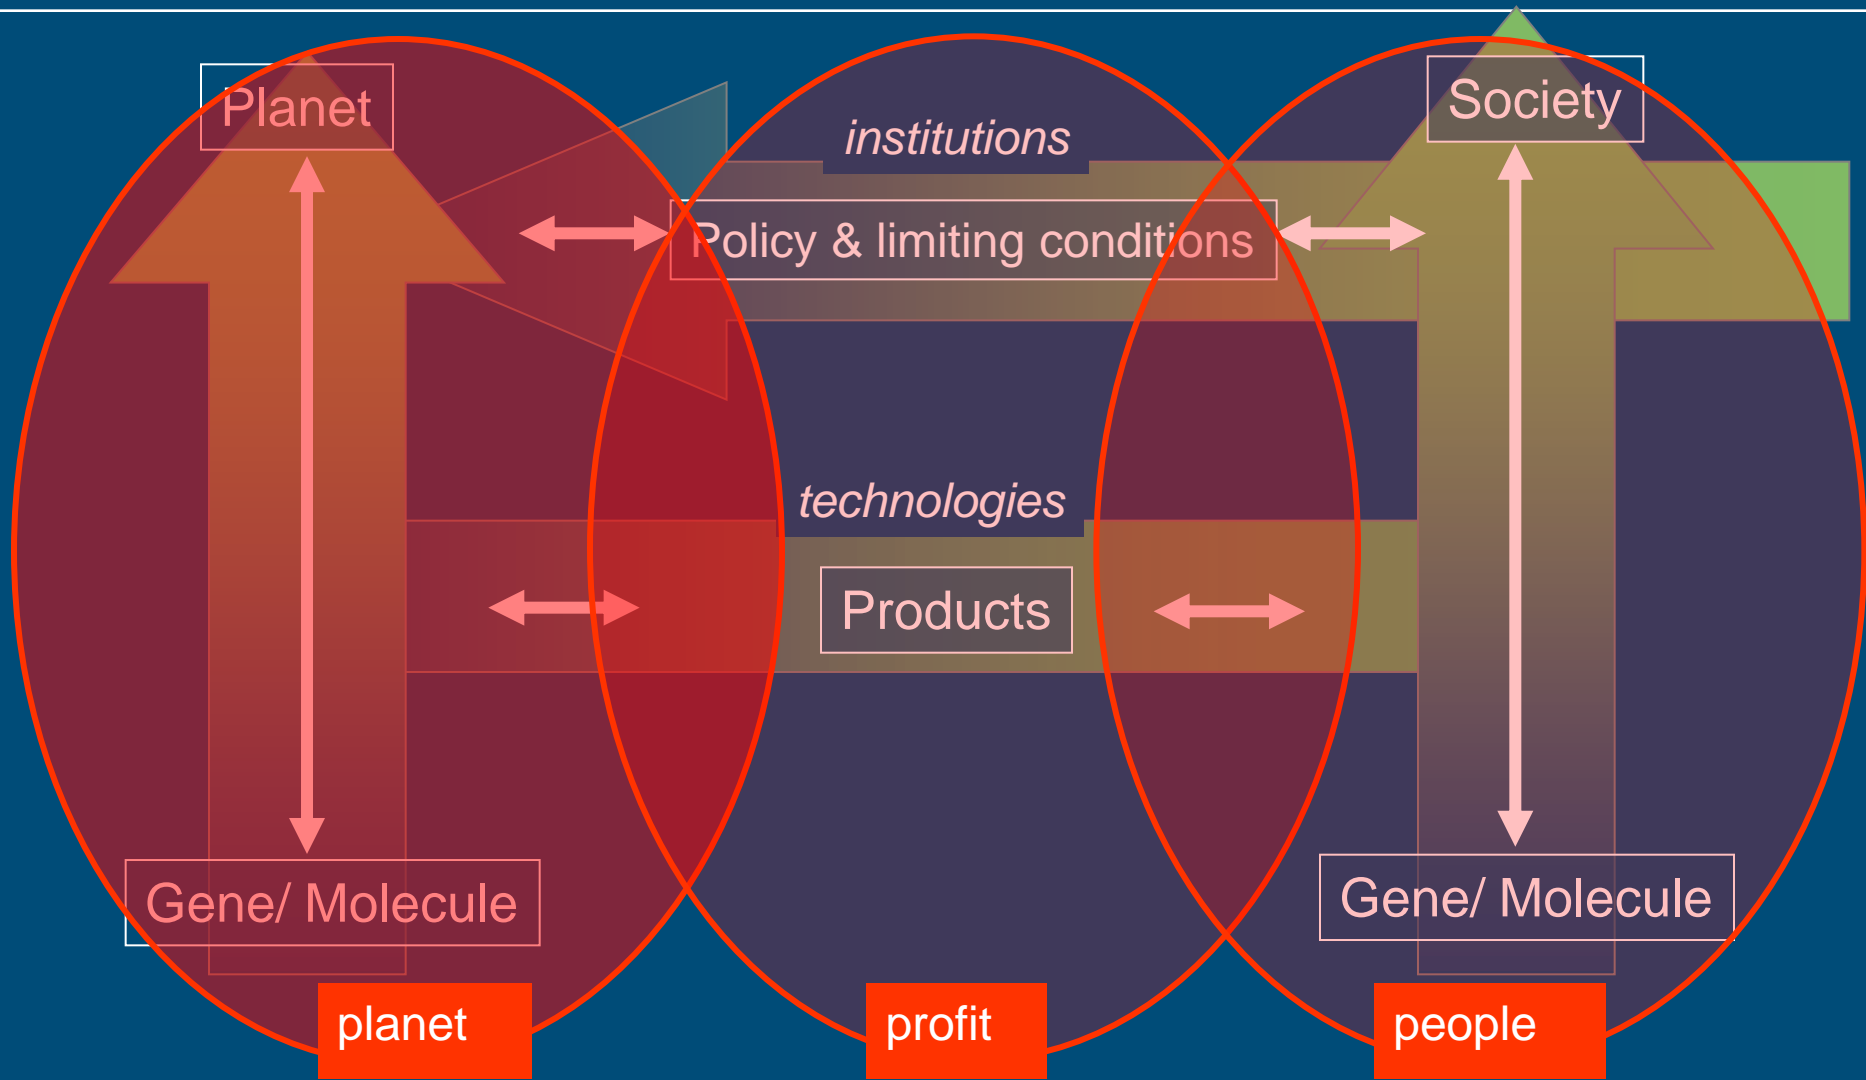 Planet
Society
institutions
Policy & limiting conditions
technologies
Products
Gene/ Molecule
Gene/ Molecule
planet
profit
people